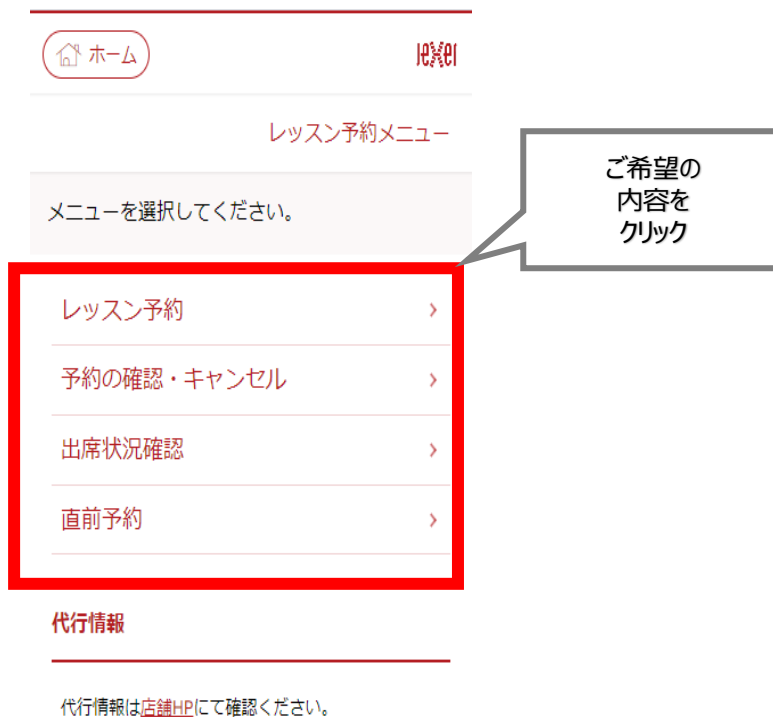 ホーム
レッスン予約メニュー
ご希望の
内容を
クリック
メニューを選択してください。
レッスン予約
予約の確認・キャンセル
出席状況確認
直前予約
代行情報
代行情報は店舗HPにて確認ください。